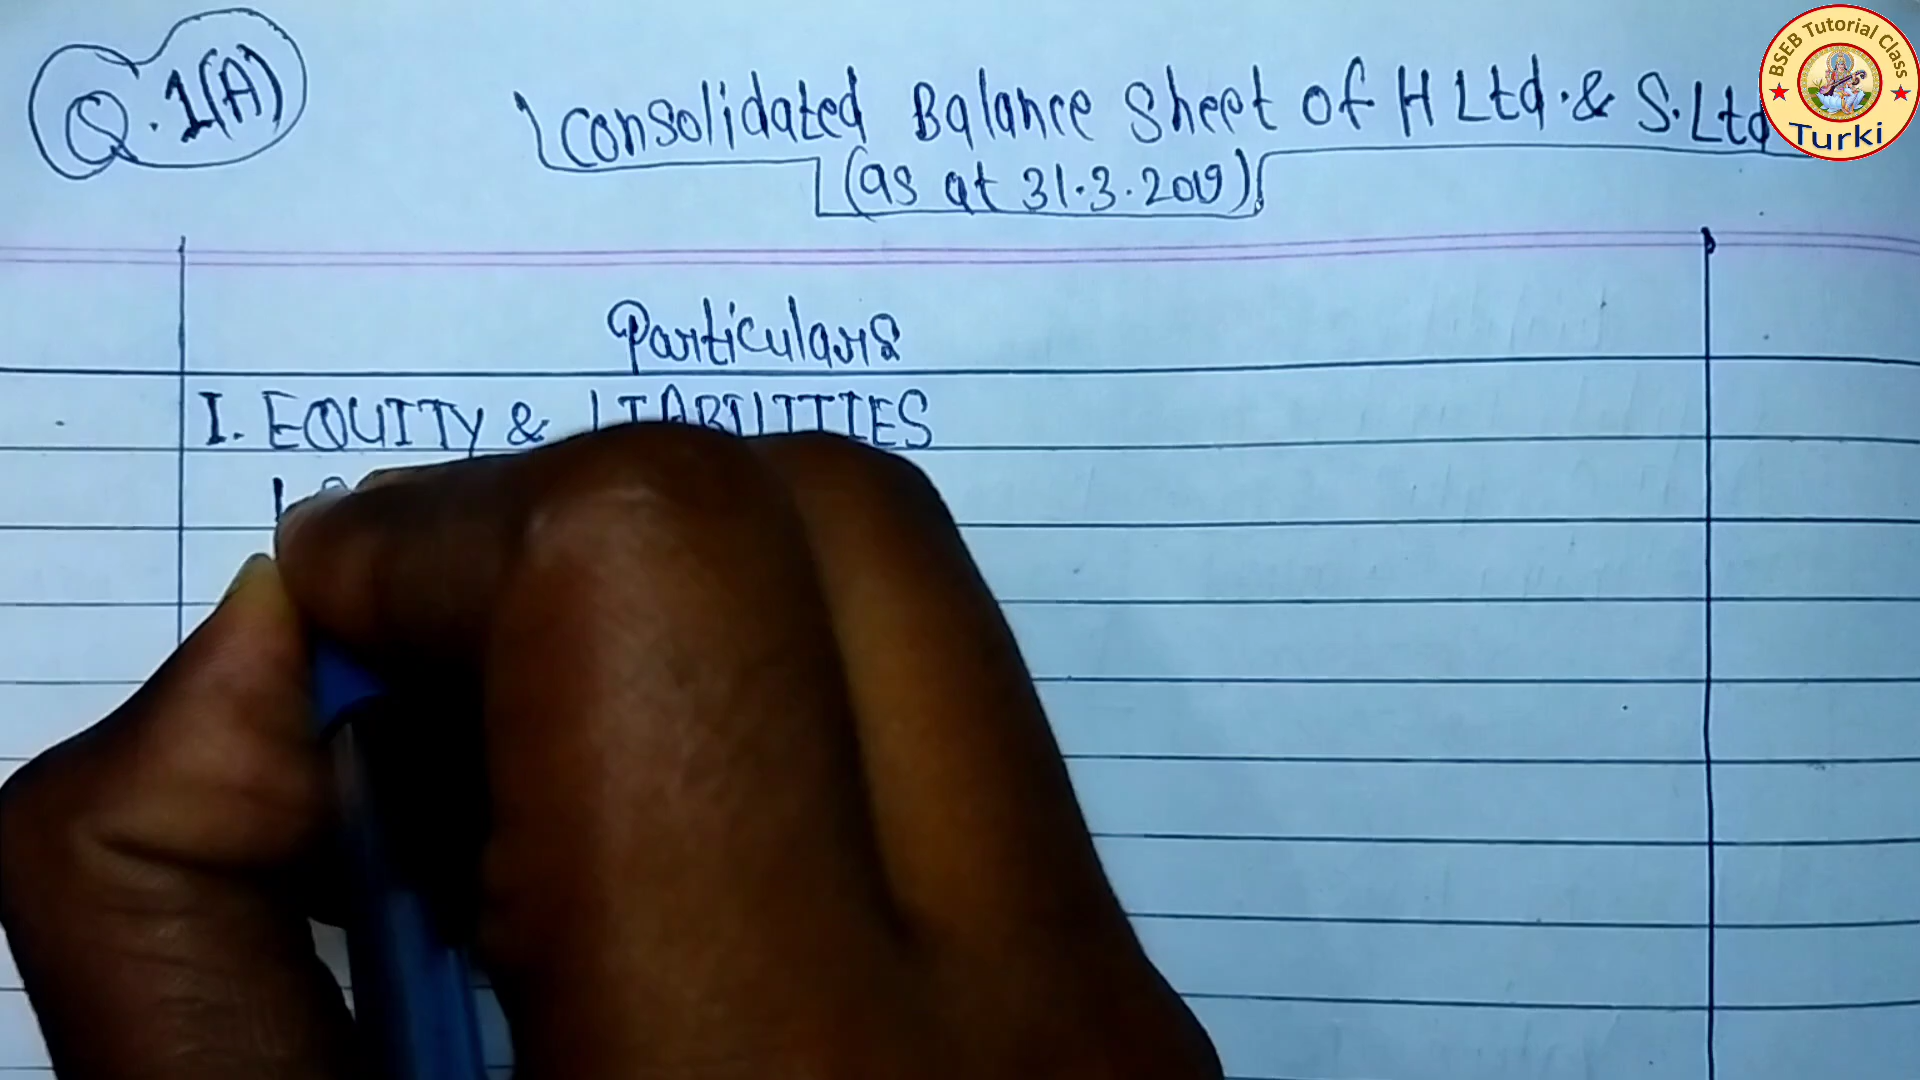 Q.1(A)
Consolidated Balance Sheet of H Ltd. & S.Ltd
(as at 31.3.2019)
Particulars
I. EQUITY & LIABILITIES
BSEB Tutorial Class
Turki